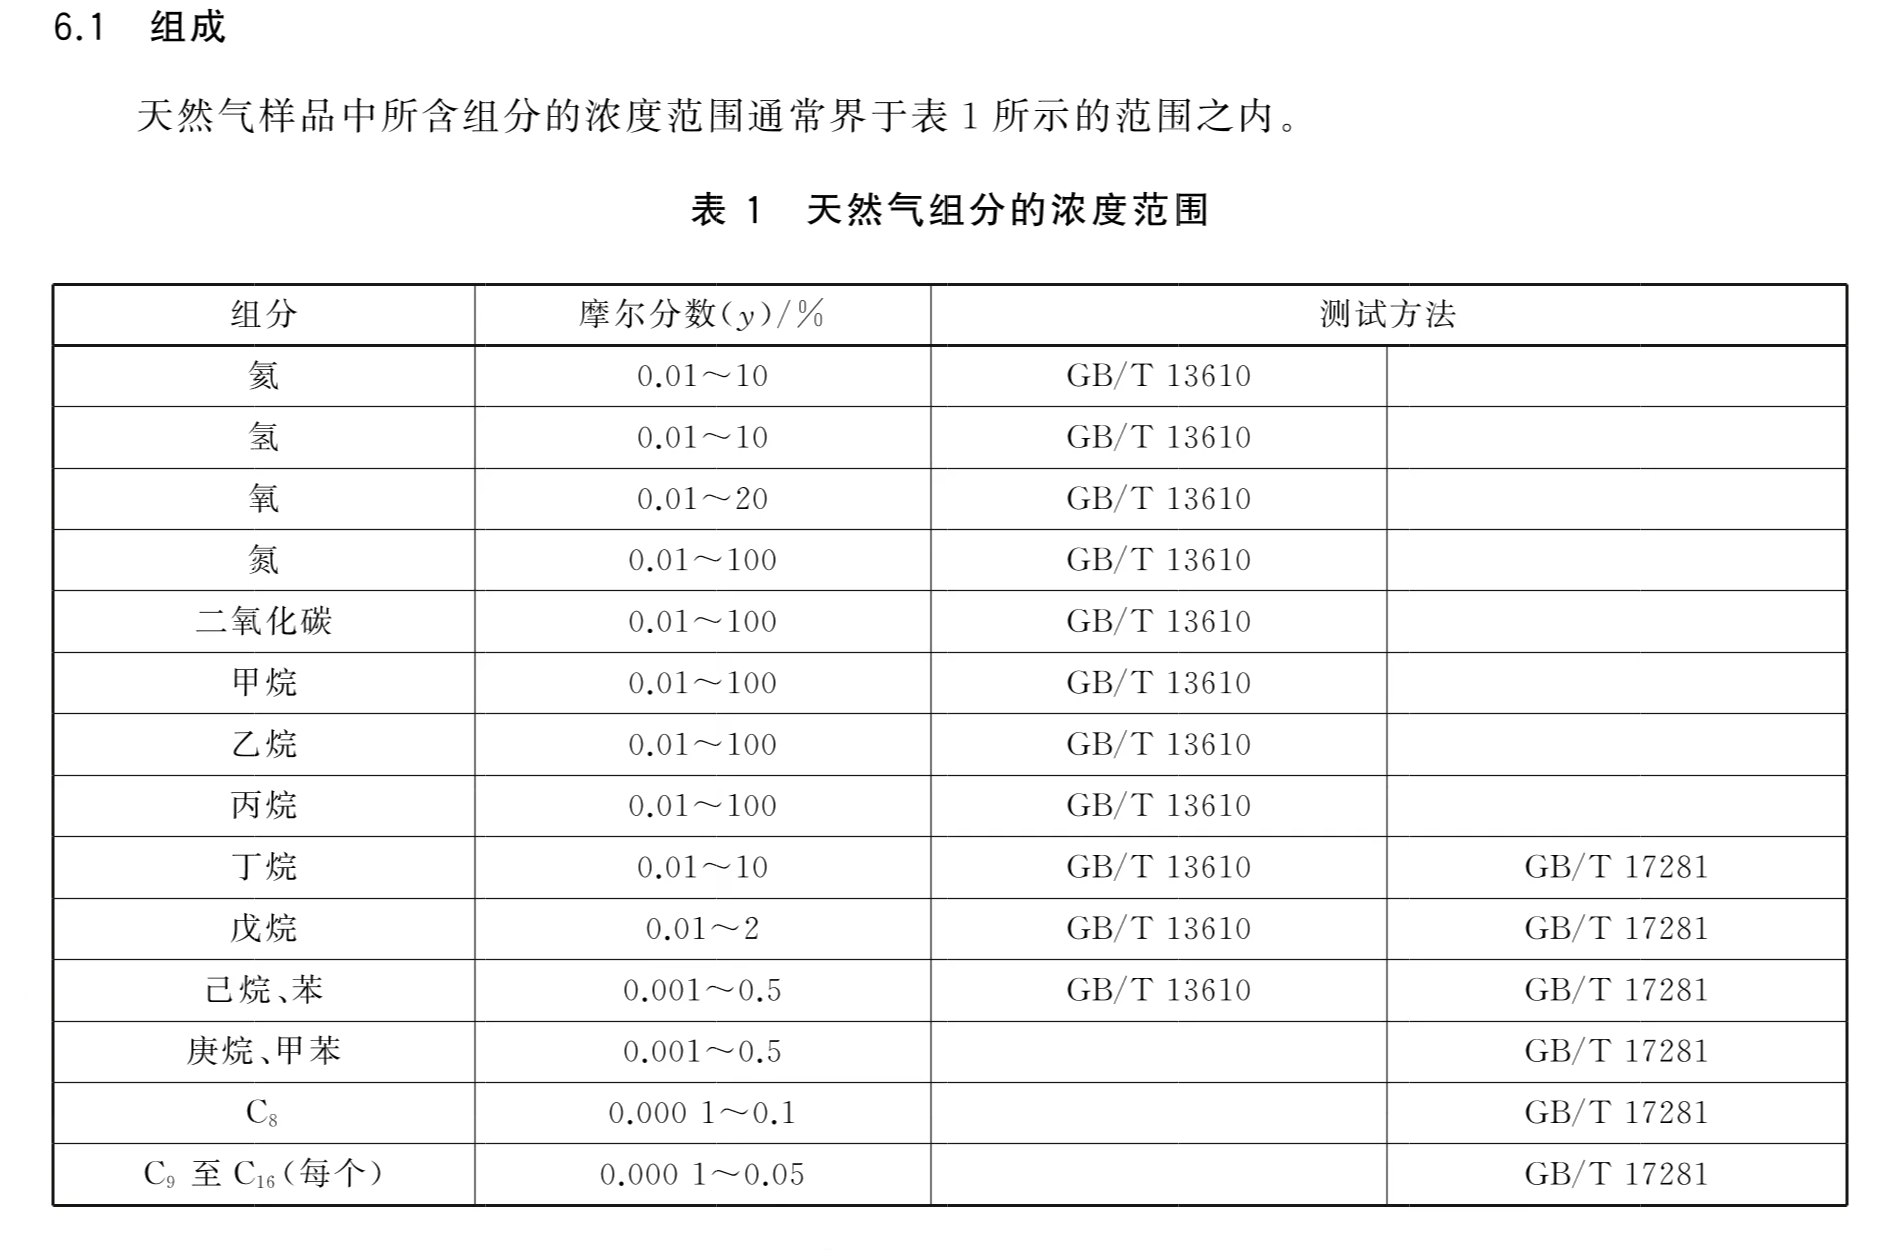 6.1 组成
天然气样品中所含组分的浓度范围通常界于表 1 所示的范围之内。
表 1 天然气组分的浓度范围
组分 摩尔分数(y)/% 测试方法
氦 0.01～10 GB/T 13610
氢 0.01～10 GB/T 13610
氧 0.01～20 GB/T 13610
氮 0.01～100 GB/T 13610
二氧化碳 0.01～100 GB/T 13610
甲烷 0.01～100 GB/T 13610
乙烷 0.01～100 GB/T 13610
丙烷 0.01～100 GB/T 13610
丁烷 0.01～10 GB/T 13610 GB/T 17281
戊烷 0.01～2 GB/T 13610 GB/T 17281
己烷、苯 0.001～0.5 GB/T 13610 GB/T 17281
庚烷、甲苯 0.001～0.5 GB/T 17281
C₈ 0.000 1～0.1 GB/T 17281
C₉ 至 C₁₆(每个) 0.000 1～0.05 GB/T 17281